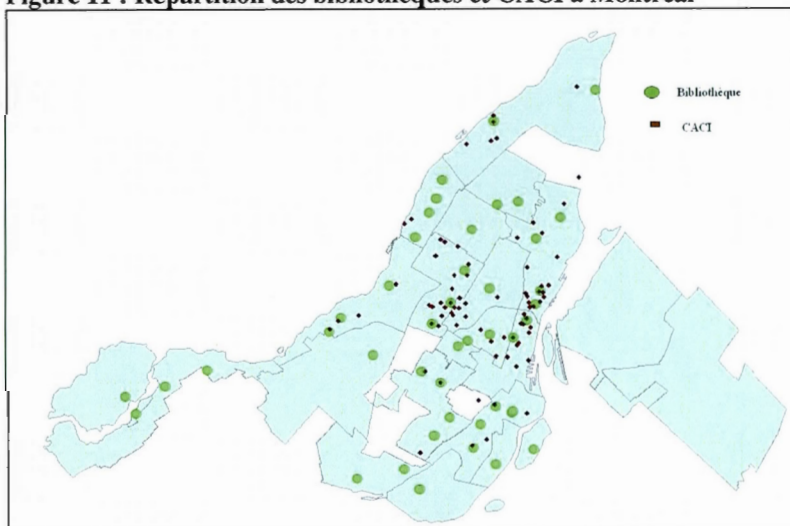 Figure 11 : Répartition des bibliothèques et CACI à Montréal
Bibliothèque
CACI